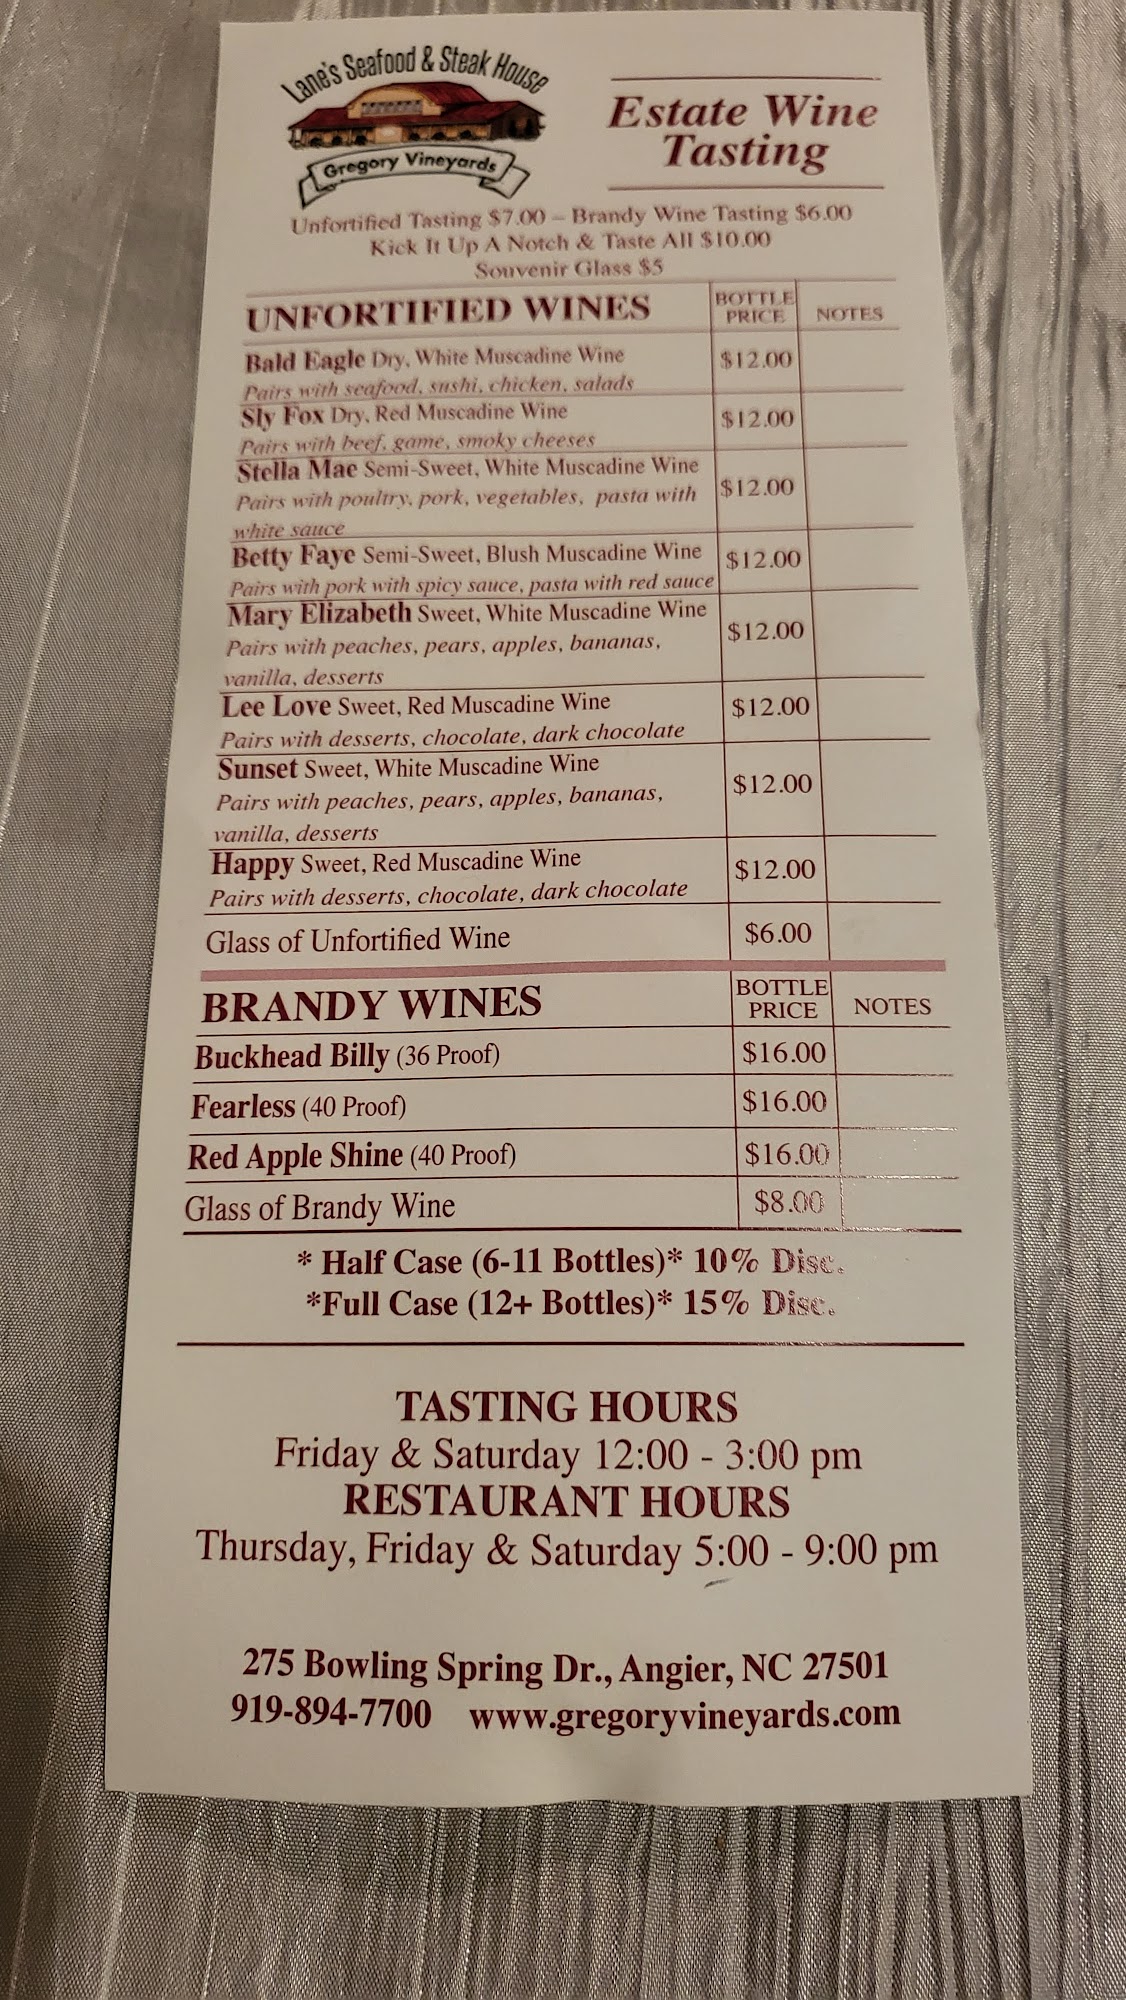 Lane's Seafood & Steak House
Gregory Vineyards
Estate Wine
Tasting
Unfortified Tasting $7.00 – Brandy Wine Tasting $6.00
Kick It Up A Notch & Taste All $10.00
Souvenir Glass $5
UNFORTIFIED WINES BOTTLE PRICE NOTES
Bald Eagle Dry, White Muscadine Wine $12.00
Pairs with seafood, sushi, chicken, salads
Sly Fox Dry, Red Muscadine Wine $12.00
Pairs with beef, game, smoky cheeses
Stella Mae Semi-Sweet, White Muscadine Wine
Pairs with poultry, pork, vegetables, pasta with $12.00
white sauce
Betty Faye Semi-Sweet, Blush Muscadine Wine $12.00
Pairs with pork with spicy sauce, pasta with red sauce
Mary Elizabeth Sweet, White Muscadine Wine
Pairs with peaches, pears, apples, bananas, $12.00
vanilla, desserts
Lee Love Sweet, Red Muscadine Wine $12.00
Pairs with desserts, chocolate, dark chocolate
Sunset Sweet, White Muscadine Wine
Pairs with peaches, pears, apples, bananas, $12.00
vanilla, desserts
Happy Sweet, Red Muscadine Wine $12.00
Pairs with desserts, chocolate, dark chocolate
Glass of Unfortified Wine $6.00
BRANDY WINES BOTTLE PRICE NOTES
Buckhead Billy (36 Proof) $16.00
Fearless (40 Proof) $16.00
Red Apple Shine (40 Proof) $16.00
Glass of Brandy Wine $8.00
* Half Case (6-11 Bottles)* 10% Disc.
*Full Case (12+ Bottles)* 15% Disc.
TASTING HOURS
Friday & Saturday 12:00 - 3:00 pm
RESTAURANT HOURS
Thursday, Friday & Saturday 5:00 - 9:00 pm
275 Bowling Spring Dr., Angier, NC 27501
919-894-7700 www.gregoryvineyards.com